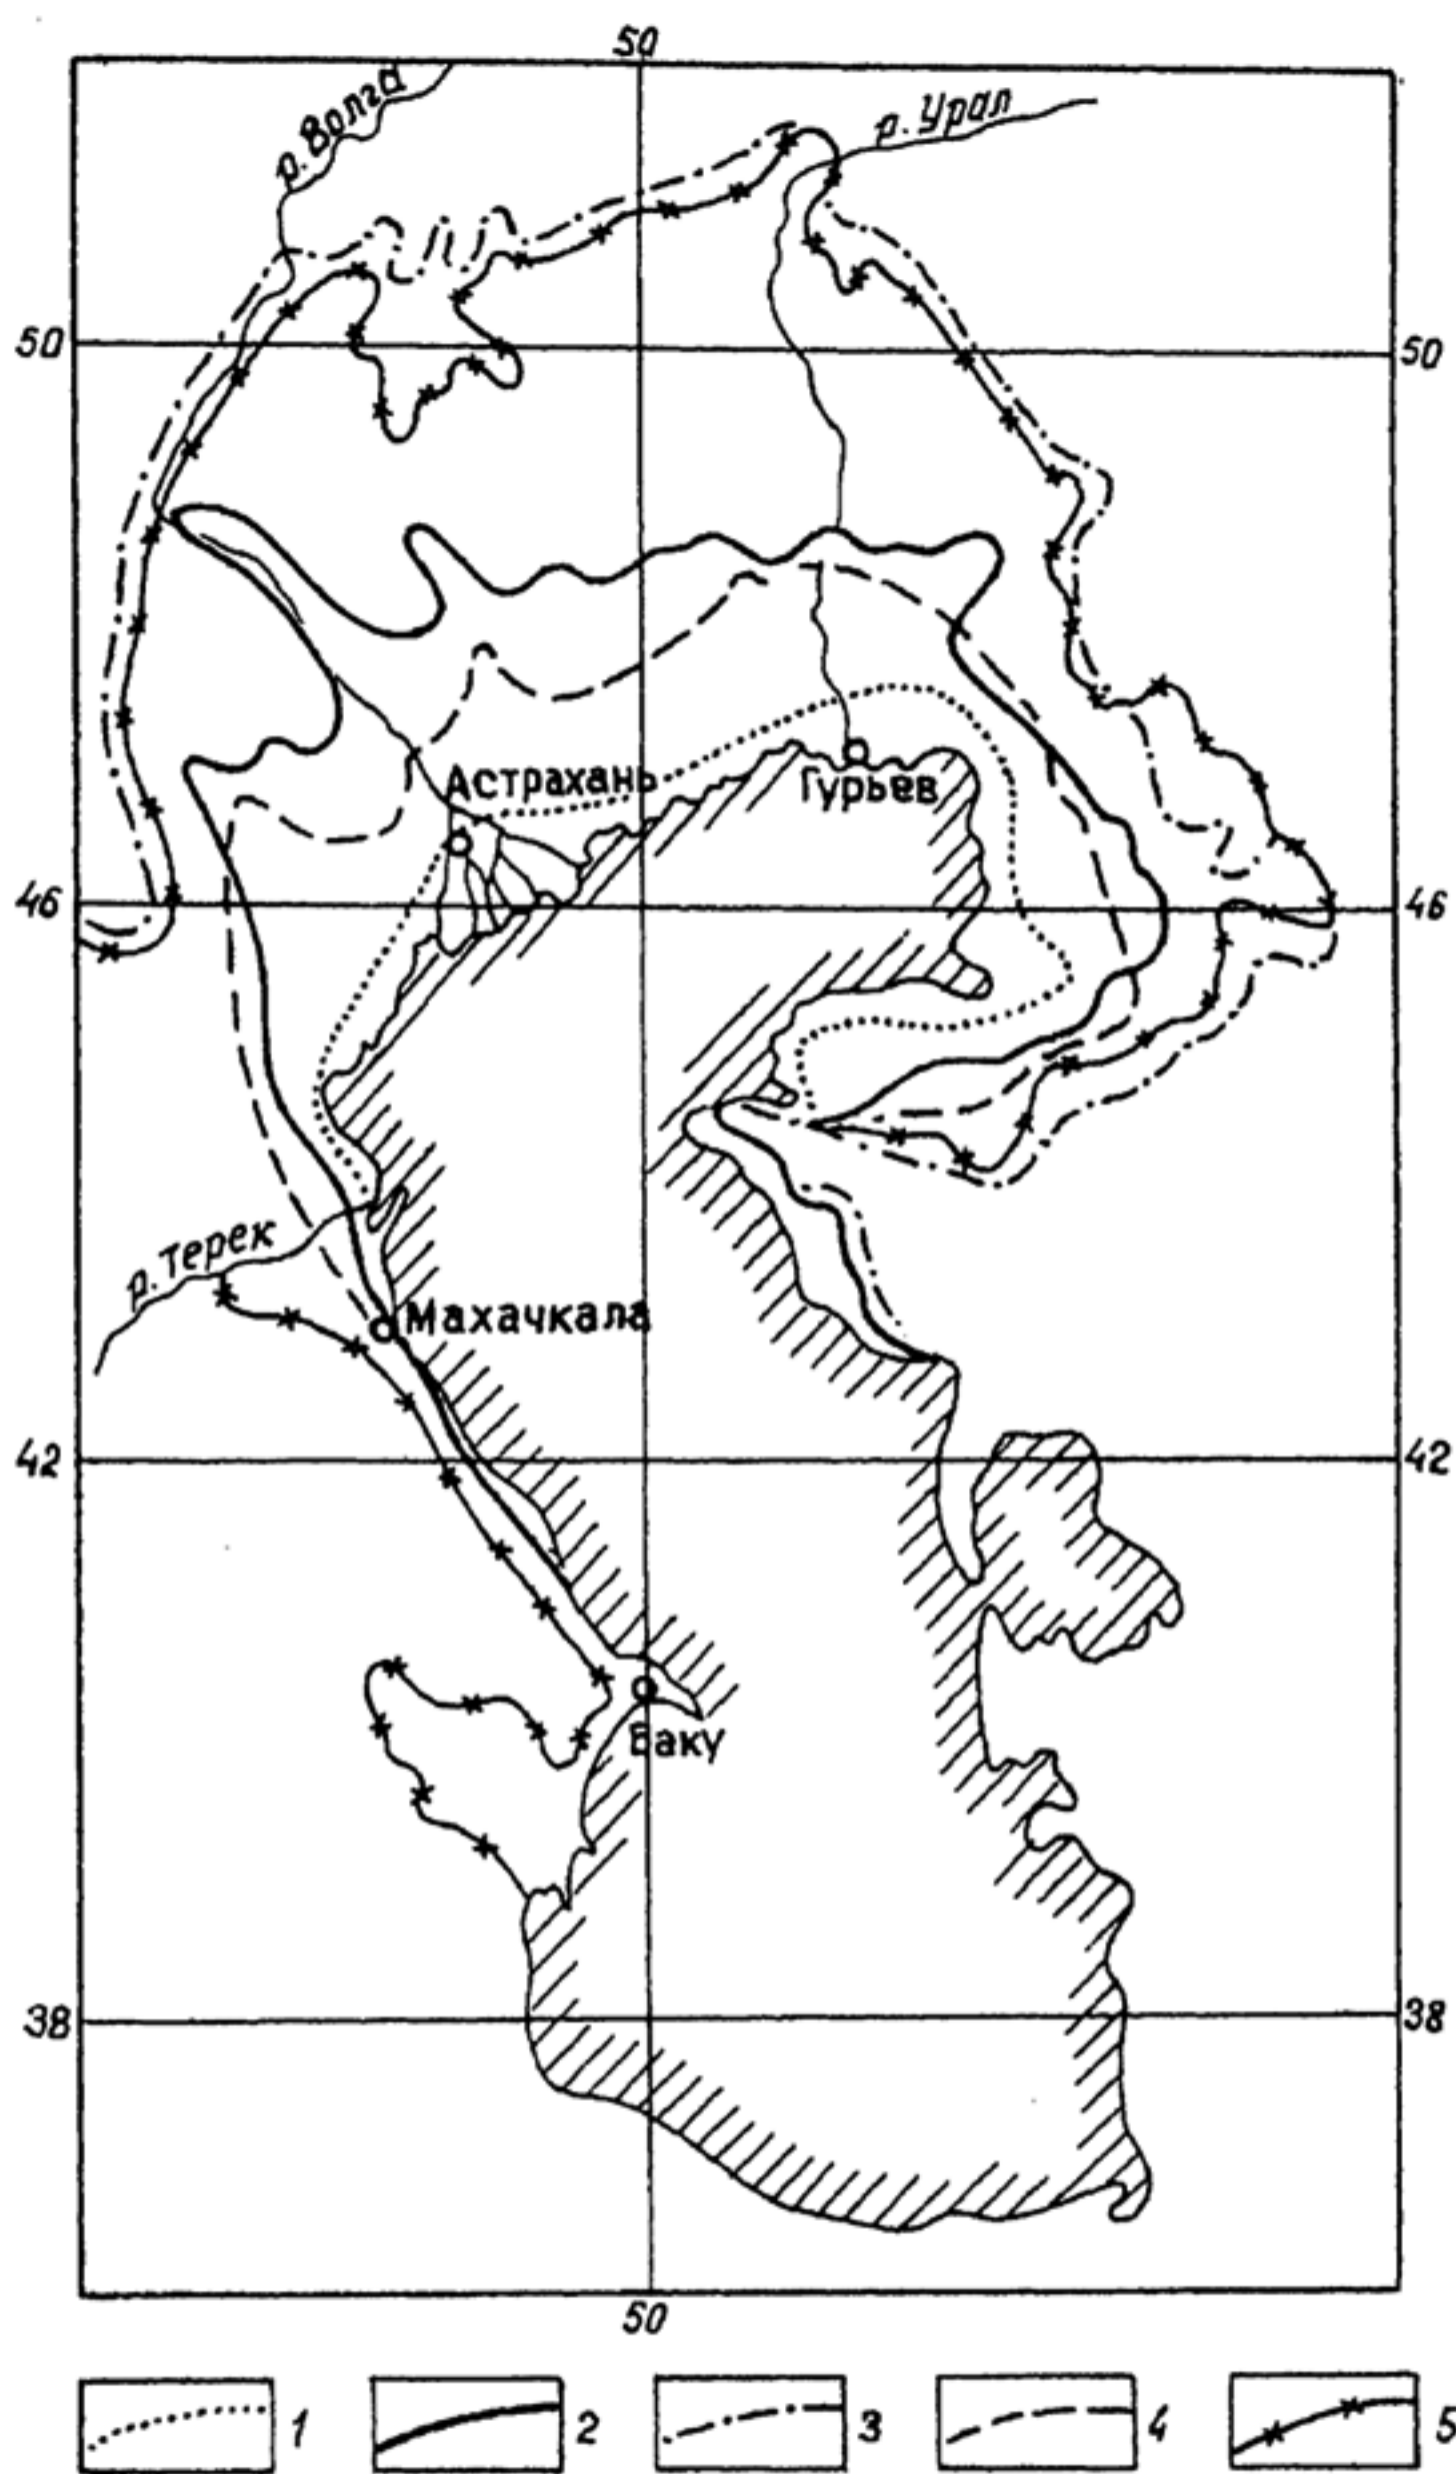 50
р. Волга
р. Урал
50 50
Астрахань
Гурьев
46 46
р. Терек
Махачкала
42 42
Баку
38 38
50
1 2 3 4 5